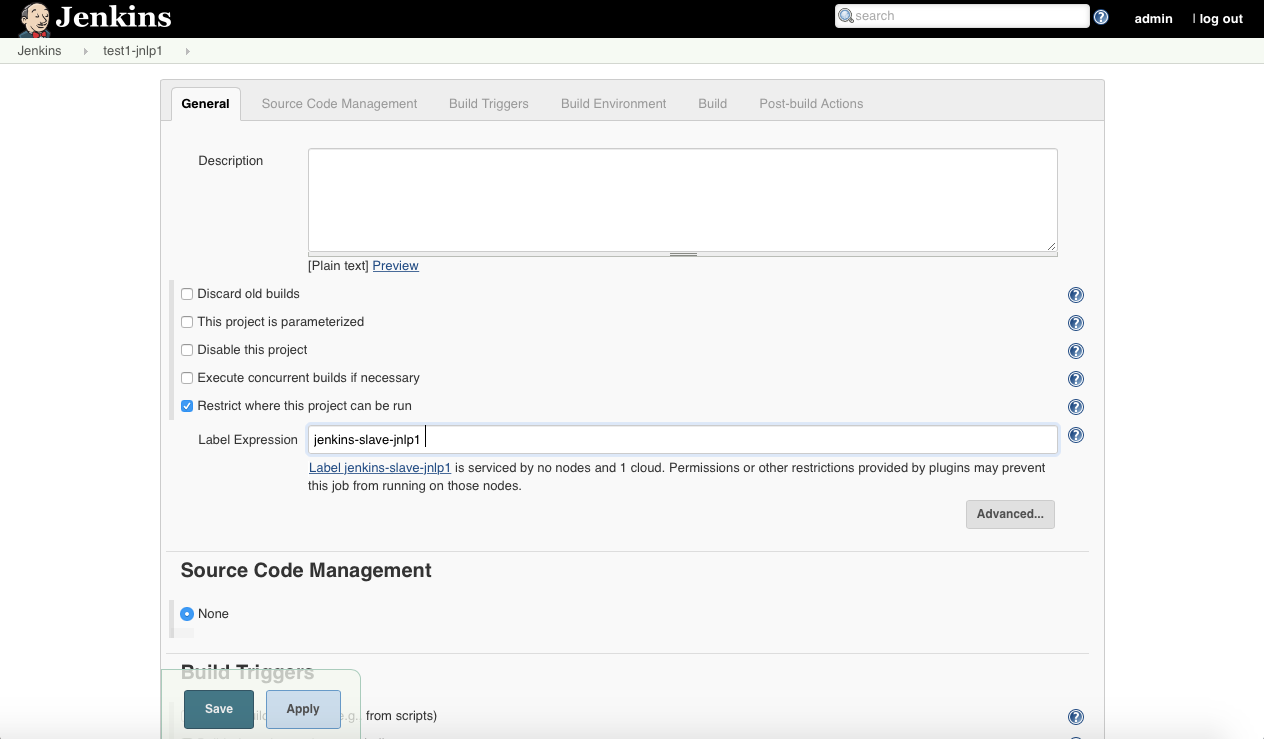 Jenkins
search
admin
| log out
Jenkins
test1-jnlp1
General
Source Code Management
Build Triggers
Build Environment
Build
Post-build Actions
Description
[Plain text] Preview
Discard old builds
This project is parameterized
Disable this project
Execute concurrent builds if necessary
Restrict where this project can be run
Label Expression
jenkins-slave-jnlp1
Label jenkins-slave-jnlp1 is serviced by no nodes and 1 cloud. Permissions or other restrictions provided by plugins may prevent
this job from running on those nodes.
Advanced...
Source Code Management
None
Build Triggers
Save
Apply
from scripts)